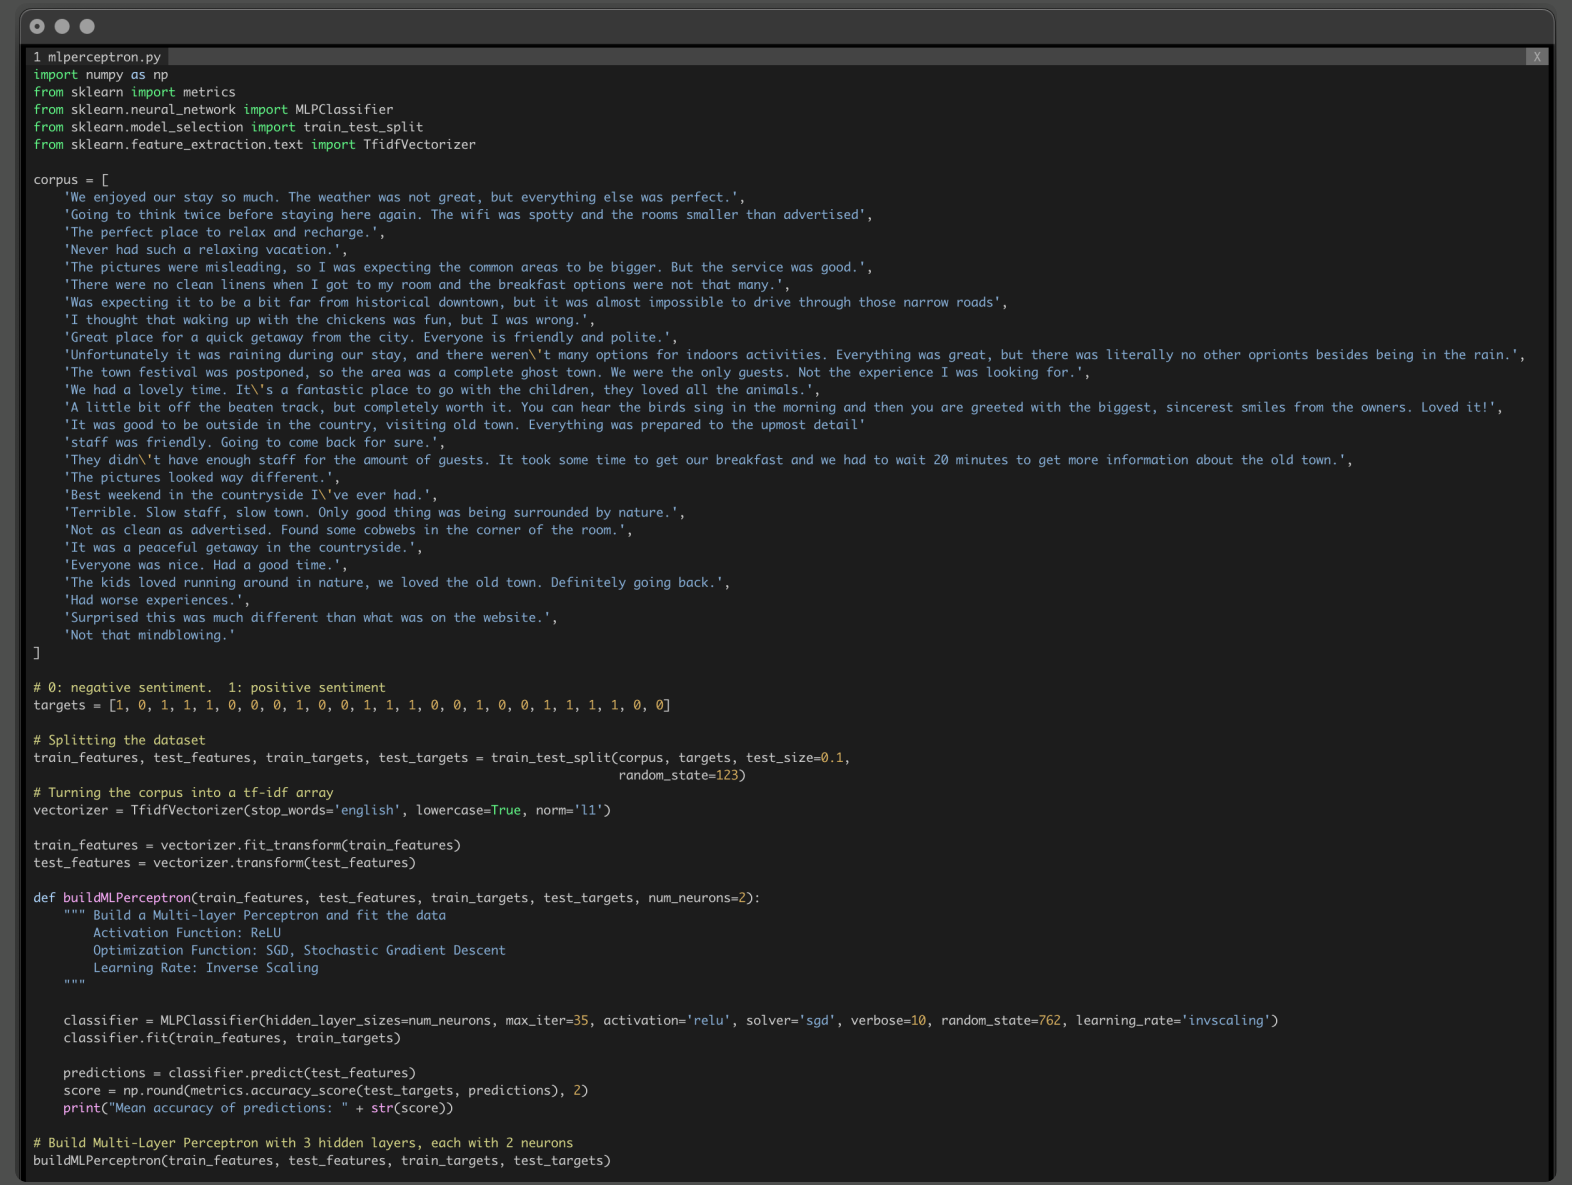 1 mlperceptron.py X
import numpy as np
from sklearn import metrics
from sklearn.neural_network import MLPClassifier
from sklearn.model_selection import train_test_split
from sklearn.feature_extraction.text import TfidfVectorizer

corpus = [
    'We enjoyed our stay so much. The weather was not great, but everything else was perfect.',
    'Going to think twice before staying here again. The wifi was spotty and the rooms smaller than advertised',
    'The perfect place to relax and recharge.',
    'Never had such a relaxing vacation.',
    'The pictures were misleading, so I was expecting the common areas to be bigger. But the service was good.',
    'There were no clean linens when I got to my room and the breakfast options were not that many.',
    'Was expecting it to be a bit far from historical downtown, but it was almost impossible to drive through those narrow roads',
    'I thought that waking up with the chickens was fun, but I was wrong.',
    'Great place for a quick getaway from the city. Everyone is friendly and polite.',
    'Unfortunately it was raining during our stay, and there weren\'t many options for indoors activities. Everything was great, but there was literally no other oprionts besides being in the rain.',
    'The town festival was postponed, so the area was a complete ghost town. We were the only guests. Not the experience I was looking for.',
    'We had a lovely time. It\'s a fantastic place to go with the children, they loved all the animals.',
    'A little bit off the beaten track, but completely worth it. You can hear the birds sing in the morning and then you are greeted with the biggest, sincerest smiles from the owners. Loved it!',
    'It was good to be outside in the country, visiting old town. Everything was prepared to the upmost detail'
    'staff was friendly. Going to come back for sure.',
    'They didn\'t have enough staff for the amount of guests. It took some time to get our breakfast and we had to wait 20 minutes to get more information about the old town.',
    'The pictures looked way different.',
    'Best weekend in the countryside I\'ve ever had.',
    'Terrible. Slow staff, slow town. Only good thing was being surrounded by nature.',
    'Not as clean as advertised. Found some cobwebs in the corner of the room.',
    'It was a peaceful getaway in the countryside.',
    'Everyone was nice. Had a good time.',
    'The kids loved running around in nature, we loved the old town. Definitely going back.',
    'Had worse experiences.',
    'Surprised this was much different than what was on the website.',
    'Not that mindblowing.'
]

# 0: negative sentiment.  1: positive sentiment
targets = [1, 0, 1, 1, 1, 0, 0, 0, 1, 0, 0, 1, 1, 1, 0, 0, 1, 0, 0, 1, 1, 1, 1, 0, 0]

# Splitting the dataset
train_features, test_features, train_targets, test_targets = train_test_split(corpus, targets, test_size=0.1,
                                                                              random_state=123)
# Turning the corpus into a tf-idf array
vectorizer = TfidfVectorizer(stop_words='english', lowercase=True, norm='l1')

train_features = vectorizer.fit_transform(train_features)
test_features = vectorizer.transform(test_features)

def buildMLPerceptron(train_features, test_features, train_targets, test_targets, num_neurons=2):
    """ Build a Multi-layer Perceptron and fit the data
        Activation Function: ReLU
        Optimization Function: SGD, Stochastic Gradient Descent
        Learning Rate: Inverse Scaling
    """

    classifier = MLPClassifier(hidden_layer_sizes=num_neurons, max_iter=35, activation='relu', solver='sgd', verbose=10, random_state=762, learning_rate='invscaling')
    classifier.fit(train_features, train_targets)

    predictions = classifier.predict(test_features)
    score = np.round(metrics.accuracy_score(test_targets, predictions), 2)
    print("Mean accuracy of predictions: " + str(score))

# Build Multi-Layer Perceptron with 3 hidden layers, each with 2 neurons
buildMLPerceptron(train_features, test_features, train_targets, test_targets)